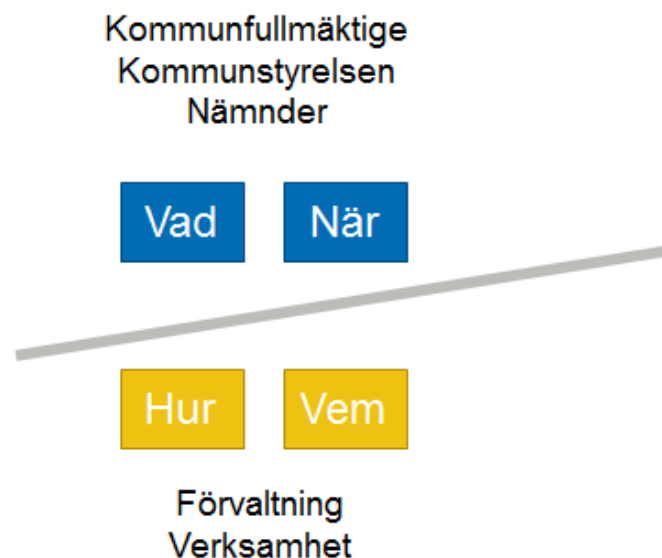 Kommunfullmäktige
Kommunstyrelsen
Nämnder
Vad När
Hur Vem
Förvaltning
Verksamhet